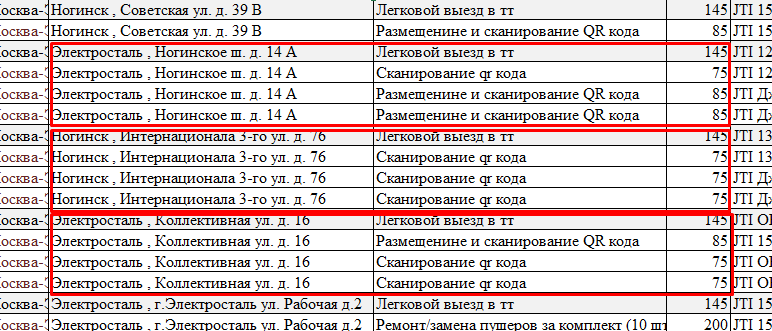 осква-Э Ногинск , Советская ул. д. 39 В Легковой выезд в тт 145 JTI 15
осква-Э Ногинск , Советская ул. д. 39 В Размещенине и сканирование QR кода 85 JTI 15
осква-Э Электросталь , Ногинское ш. д. 14 А Легковой выезд в тт 145 JTI 12
осква-Э Электросталь , Ногинское ш. д. 14 А Сканирование qr кода 75 JTI 12
осква-Э Электросталь , Ногинское ш. д. 14 А Размещенине и сканирование QR кода 85 JTI Дж
осква-Э Электросталь , Ногинское ш. д. 14 А Размещенине и сканирование QR кода 85 JTI Дж
осква-Э Ногинск , Интернационала 3-го ул. д. 76 Легковой выезд в тт 145 JTI 13
осква-Э Ногинск , Интернационала 3-го ул. д. 76 Сканирование qr кода 75 JTI 13
осква-Э Ногинск , Интернационала 3-го ул. д. 76 Сканирование qr кода 75 JTI Дж
осква-Э Ногинск , Интернационала 3-го ул. д. 76 Сканирование qr кода 75 JTI Дж
осква-Э Электросталь , Коллективная ул. д. 16 Легковой выезд в тт 145 JTI ОІ
осква-Э Электросталь , Коллективная ул. д. 16 Размещенине и сканирование QR кода 85 JTI 15
осква-Э Электросталь , Коллективная ул. д. 16 Сканирование qr кода 75 JTI ОІ
осква-Э Электросталь , Коллективная ул. д. 16 Сканирование qr кода 75 JTI ОІ
осква-Э Электросталь , г.Электросталь ул. Рабочая д.2 Легковой выезд в тт 145 JTI 15
осква-Э Электросталь , г.Электросталь ул. Рабочая д.2 Ремонт/замена пушеров за комплект (10 шт 200 JTI 15